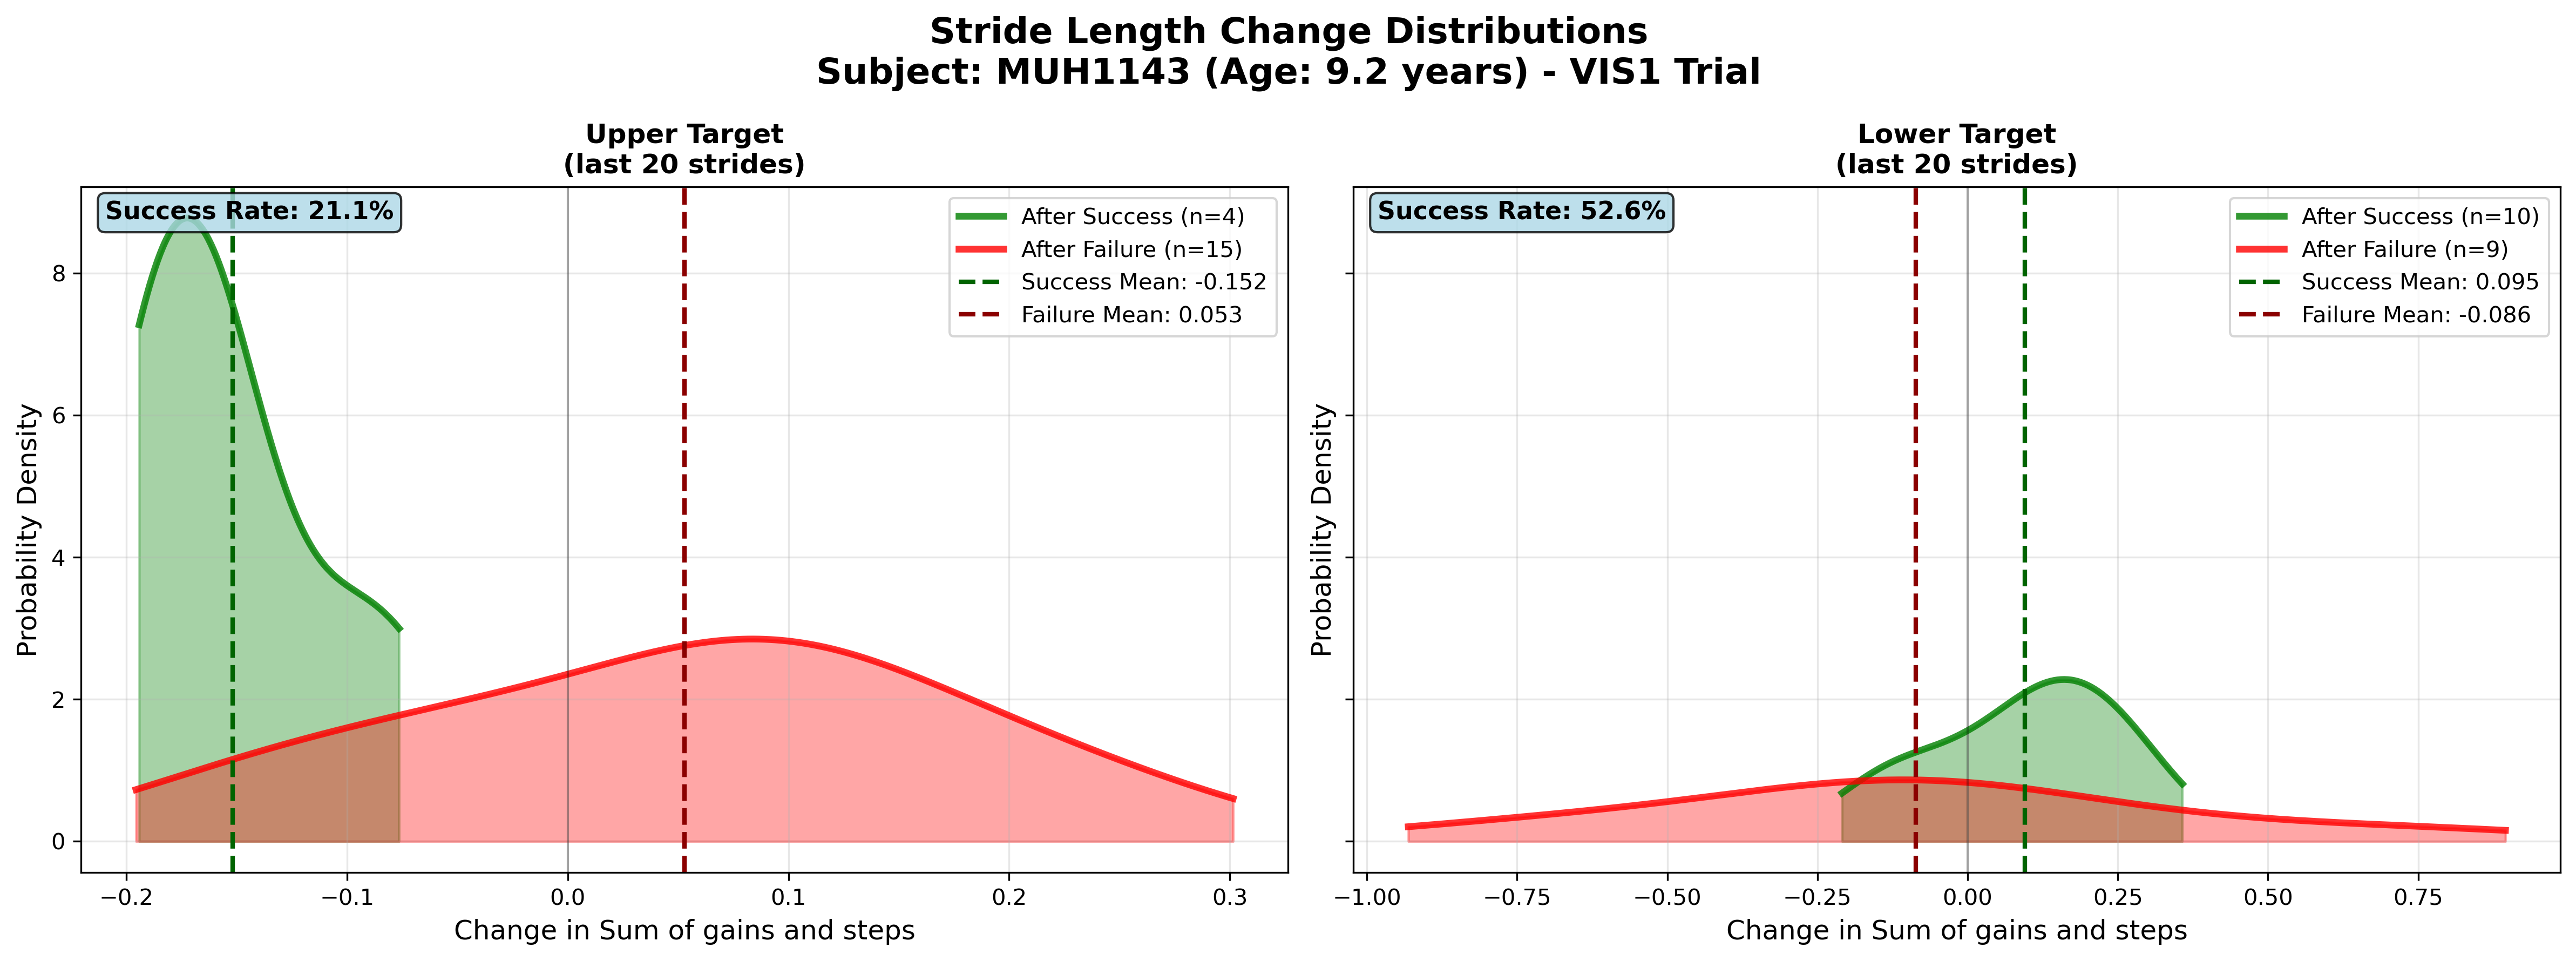 Stride Length Change Distributions
Subject: MUH1143 (Age: 9.2 years) - VIS1 Trial
Upper Target
(last 20 strides)
Success Rate: 21.1%
After Success (n=4)
After Failure (n=15)
Success Mean: -0.152
Failure Mean: 0.053
Probability Density
8
6
4
2
0
−0.2
−0.1
0.0
0.1
0.2
0.3
Change in Sum of gains and steps
Lower Target
(last 20 strides)
Success Rate: 52.6%
After Success (n=10)
After Failure (n=9)
Success Mean: 0.095
Failure Mean: -0.086
Probability Density
−1.00
−0.75
−0.50
−0.25
0.00
0.25
0.50
0.75
Change in Sum of gains and steps